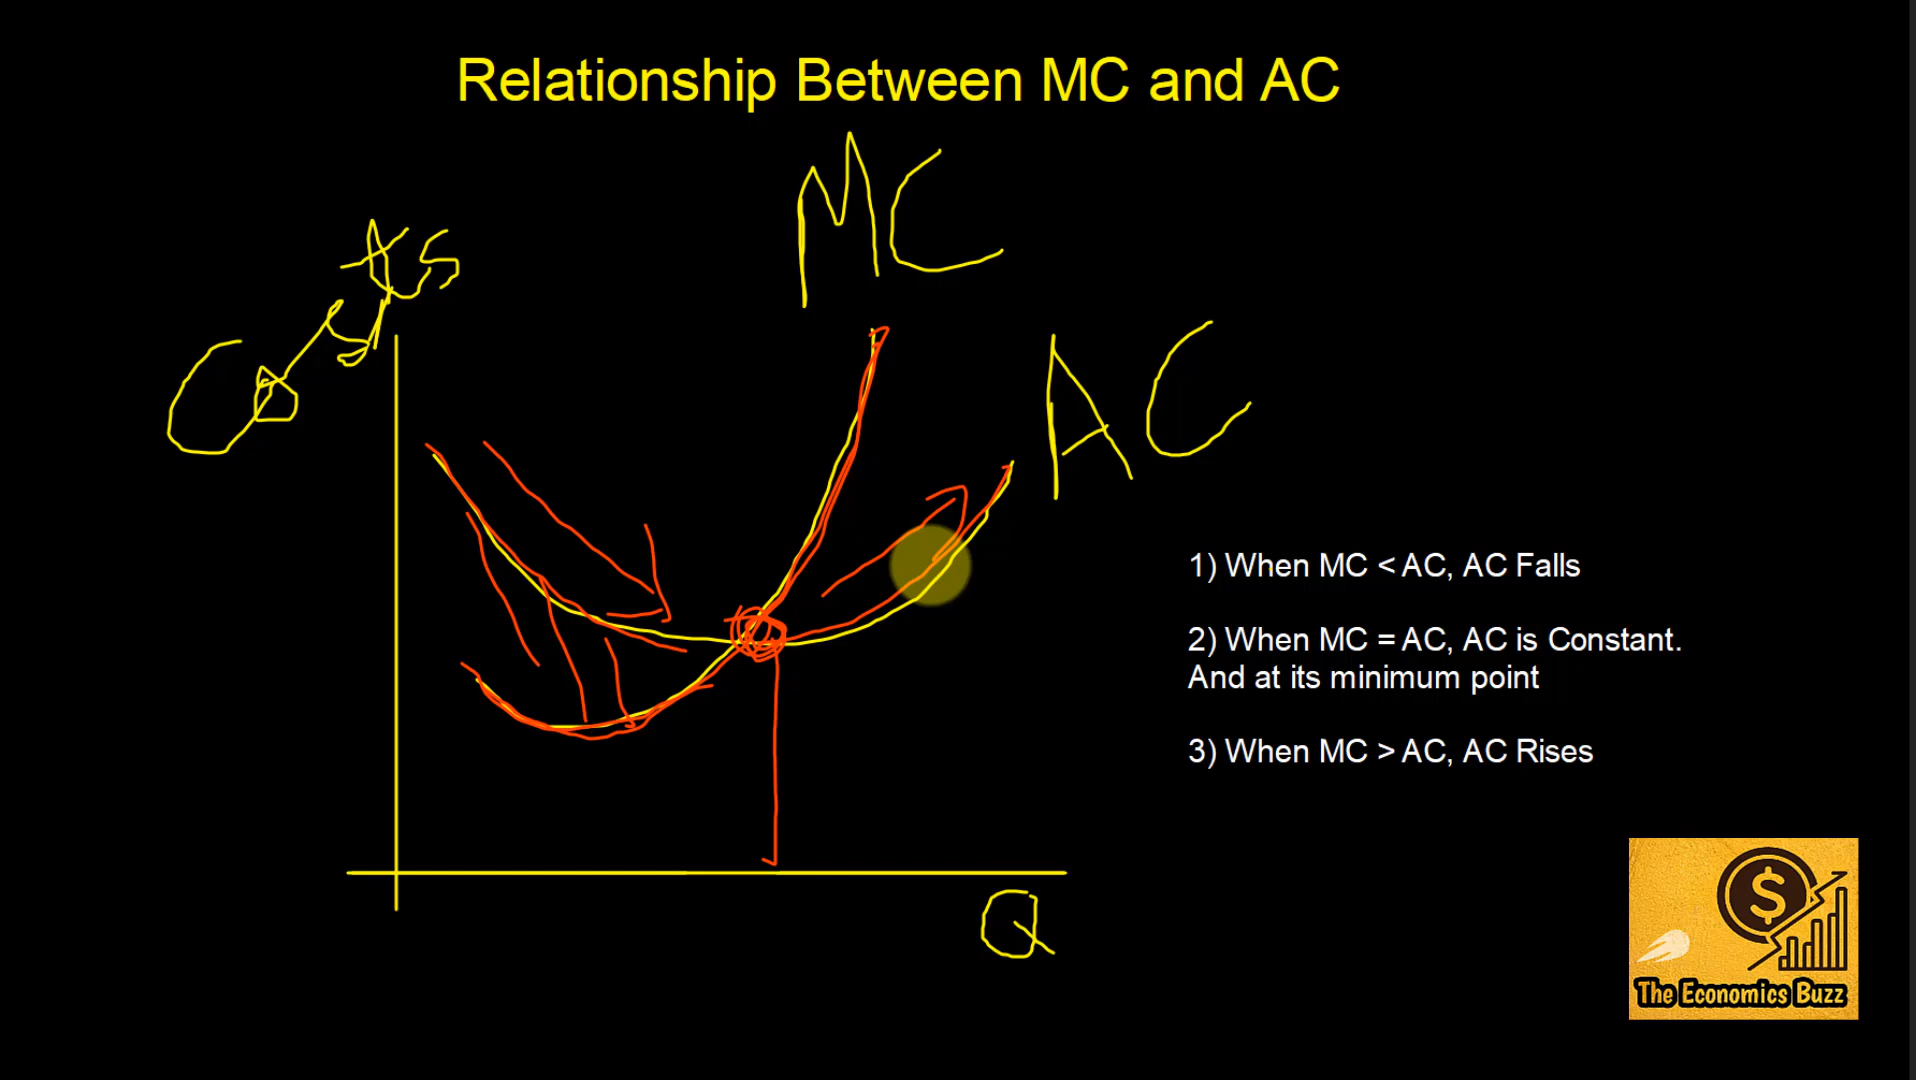 Relationship Between MC and AC
MC
Costs
AC
1) When MC < AC, AC Falls
2) When MC = AC, AC is Constant.
And at its minimum point
3) When MC > AC, AC Rises
Q
$
The Economics Buzz